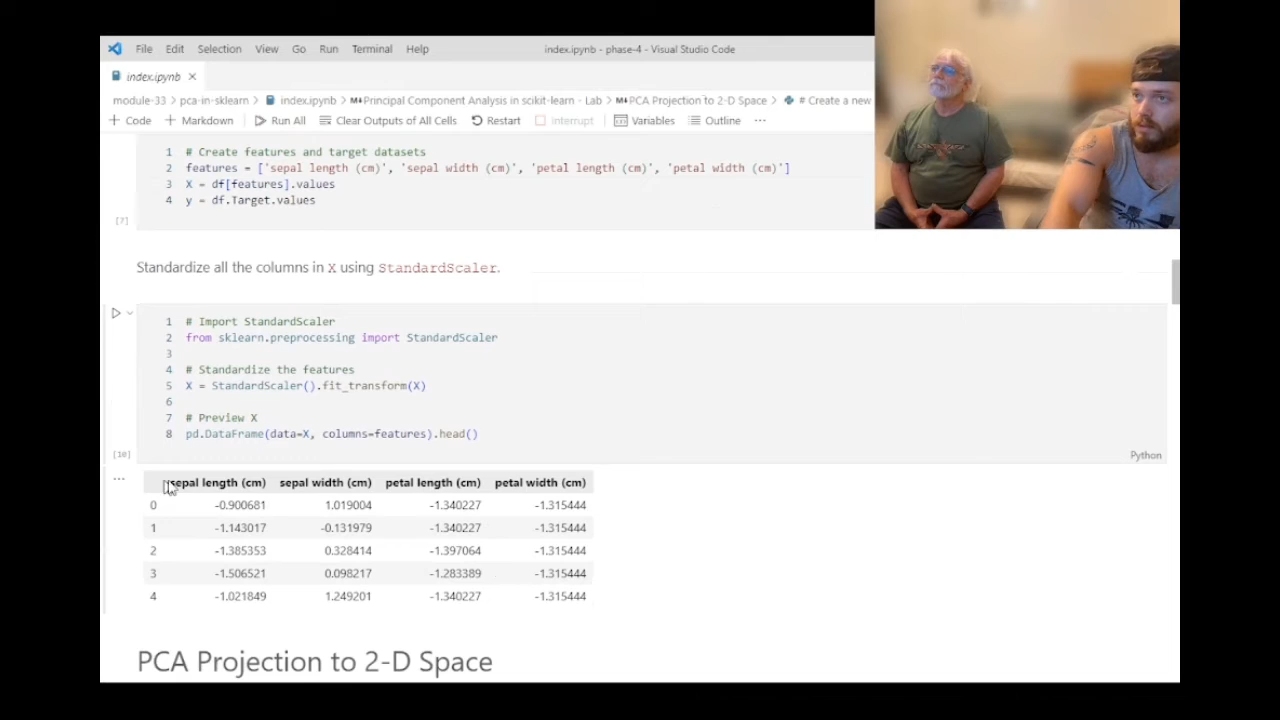 File Edit Selection View Go Run Terminal Help index.ipynb - phase-4 - Visual Studio Code
index.ipynb
module-33 > pca-in-sklearn > index.ipynb > M↓Principal Component Analysis in scikit-learn - Lab > M↓PCA Projection to 2-D Space > # Create a new
+ Code + Markdown Run All Clear Outputs of All Cells Restart Interrupt Variables Outline ...
1 # Create features and target datasets
2 features = ['sepal length (cm)', 'sepal width (cm)', 'petal length (cm)', 'petal width (cm)']
3 X = df[features].values
4 y = df.Target.values
[7]
Standardize all the columns in X using StandardScaler.
1 # Import StandardScaler
2 from sklearn.preprocessing import StandardScaler
3
4 # Standardize the features
5 X = StandardScaler().fit_transform(X)
6
7 # Preview X
8 pd.DataFrame(data=X, columns=features).head()
[10] Python
... sepal length (cm) sepal width (cm) petal length (cm) petal width (cm)
0 -0.900681 1.019004 -1.340227 -1.315444
1 -1.143017 -0.131979 -1.340227 -1.315444
2 -1.385353 0.328414 -1.397064 -1.315444
3 -1.506521 0.098217 -1.283389 -1.315444
4 -1.021849 1.249201 -1.340227 -1.315444
PCA Projection to 2-D Space